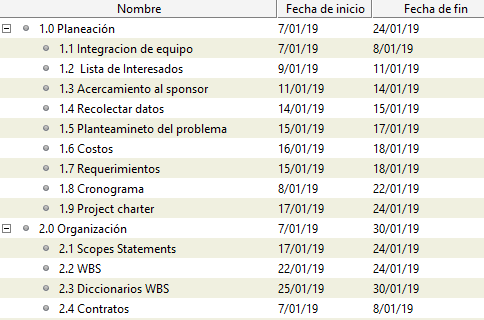 Nombre Fecha de inicio Fecha de fin
1.0 Planeación 7/01/19 24/01/19
1.1 Integracion de equipo 7/01/19 8/01/19
1.2 Lista de Interesados 9/01/19 11/01/19
1.3 Acercamiento al sponsor 11/01/19 14/01/19
1.4 Recolectar datos 14/01/19 15/01/19
1.5 Planteamineto del problema 15/01/19 17/01/19
1.6 Costos 16/01/19 18/01/19
1.7 Requerimientos 15/01/19 18/01/19
1.8 Cronograma 8/01/19 22/01/19
1.9 Project charter 17/01/19 24/01/19
2.0 Organización 7/01/19 30/01/19
2.1 Scopes Statements 17/01/19 24/01/19
2.2 WBS 22/01/19 24/01/19
2.3 Diccionarios WBS 25/01/19 30/01/19
2.4 Contratos 7/01/19 8/01/19